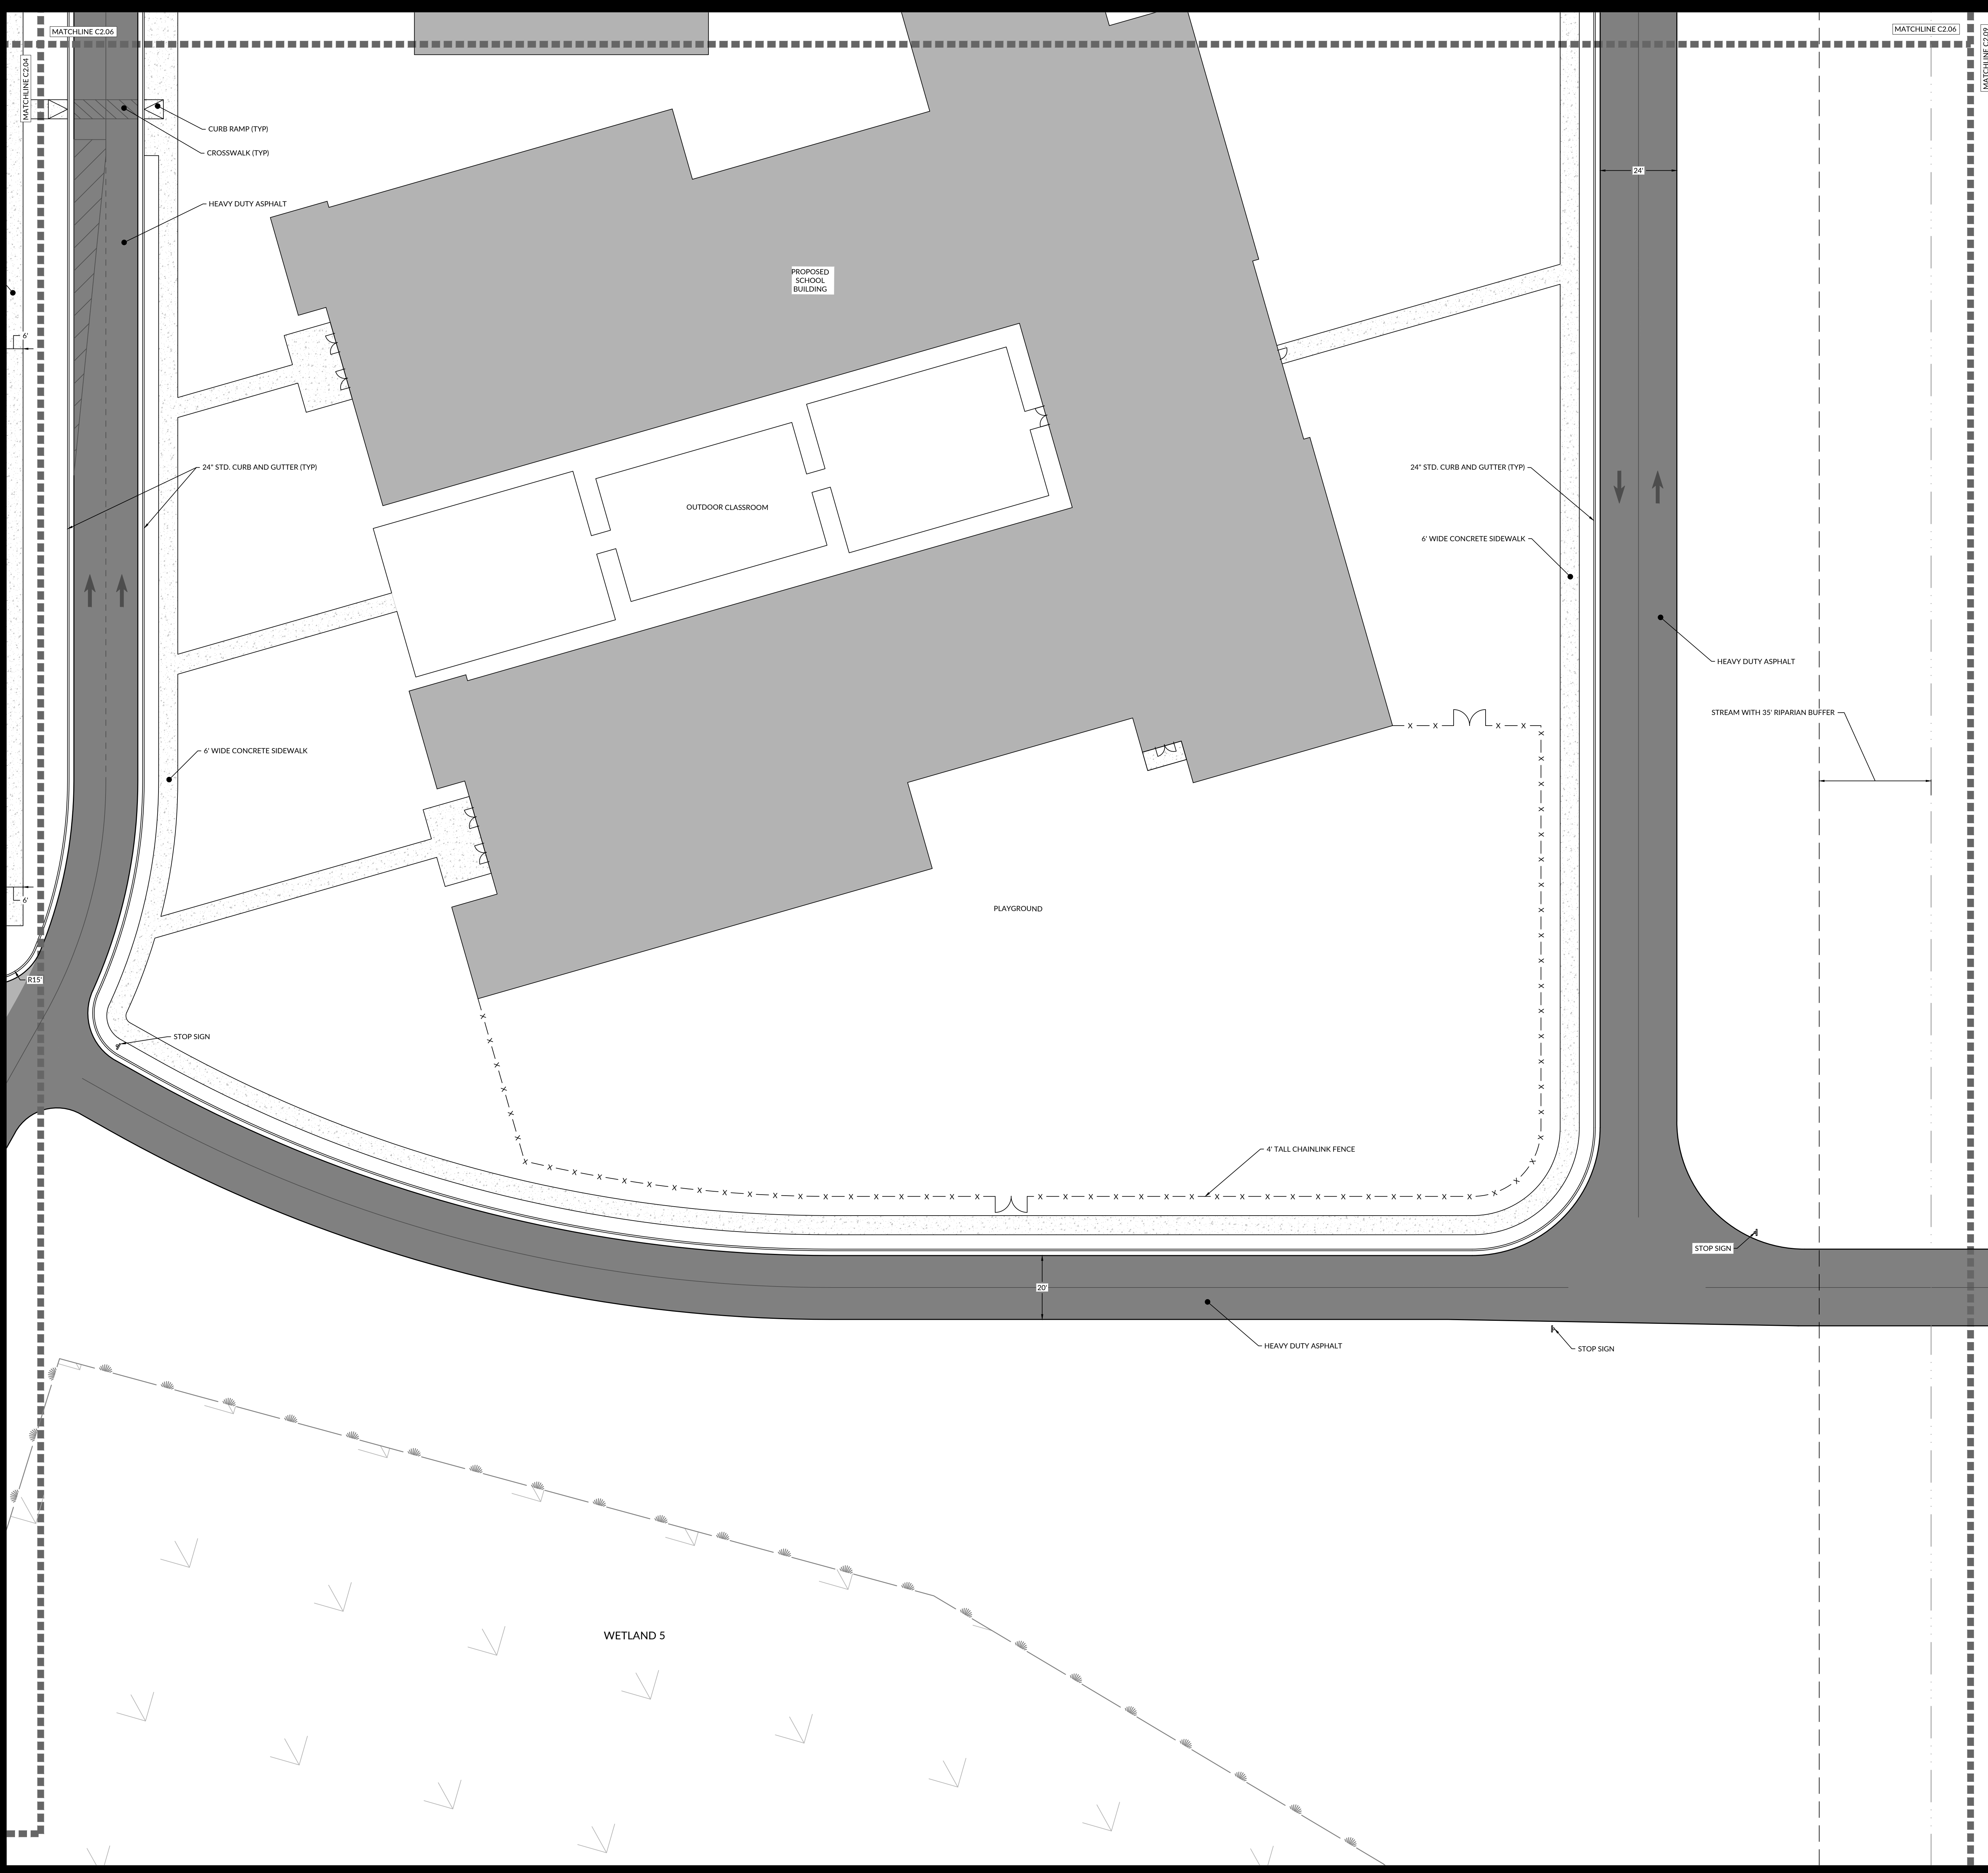 MATCHLINE C2.06
MATCHLINE C2.06
MATCHLINE C2.04
MATCHLINE C2.09
CURB RAMP (TYP)
CROSSWALK (TYP)
24'
HEAVY DUTY ASPHALT
PROPOSED
SCHOOL
BUILDING
6'
24" STD. CURB AND GUTTER (TYP)
24" STD. CURB AND GUTTER (TYP)
OUTDOOR CLASSROOM
6' WIDE CONCRETE SIDEWALK
HEAVY DUTY ASPHALT
STREAM WITH 35' RIPARIAN BUFFER
6' WIDE CONCRETE SIDEWALK
6'
PLAYGROUND
R15'
STOP SIGN
4' TALL CHAINLINK FENCE
STOP SIGN
20'
HEAVY DUTY ASPHALT
STOP SIGN
WETLAND 5